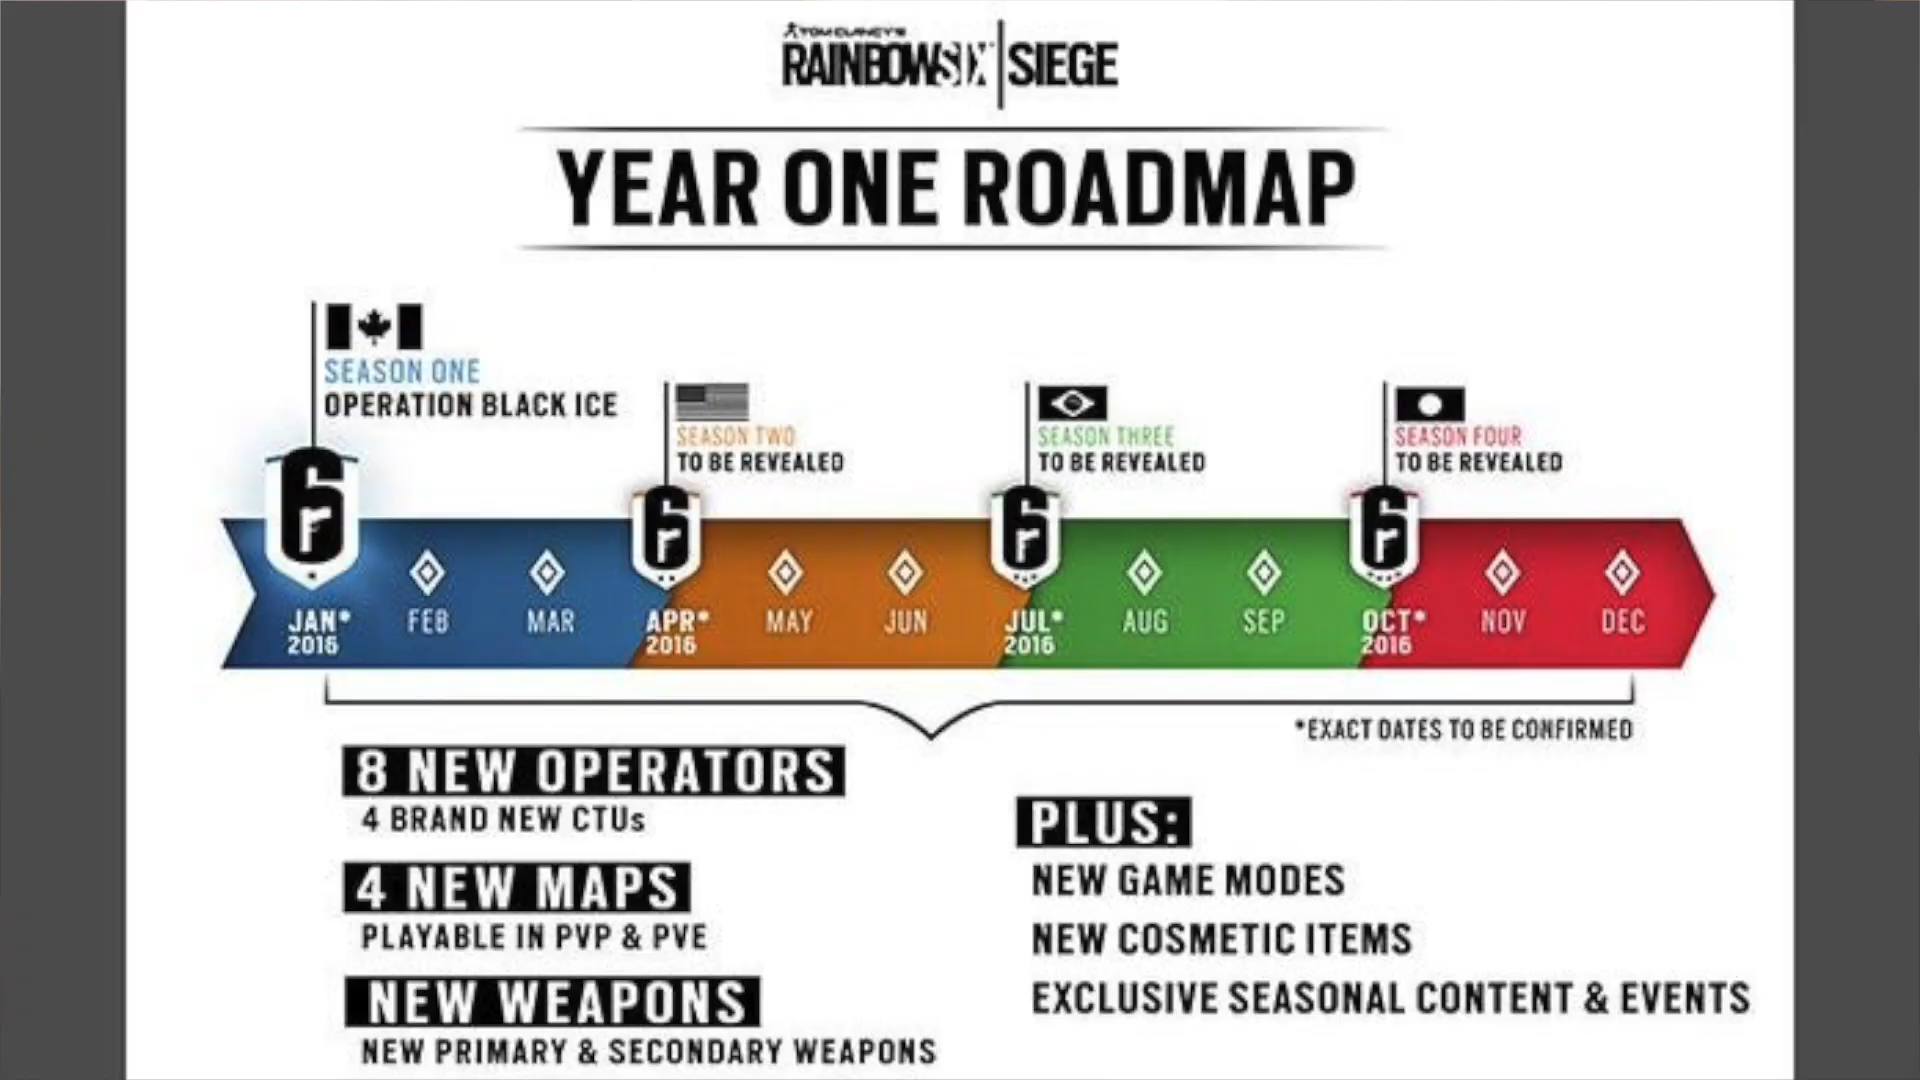 TOM CLANCY'S
RAINBOWSIX | SIEGE
YEAR ONE ROADMAP
SEASON ONE
OPERATION BLACK ICE
SEASON TWO
TO BE REVEALED
SEASON THREE
TO BE REVEALED
SEASON FOUR
TO BE REVEALED
JAN* FEB MAR APR* MAY JUN JUL* AUG SEP OCT* NOV DEC
2016 2016 2016 2016
*EXACT DATES TO BE CONFIRMED
8 NEW OPERATORS
4 BRAND NEW CTUs
4 NEW MAPS
PLAYABLE IN PVP & PVE
NEW WEAPONS
NEW PRIMARY & SECONDARY WEAPONS
PLUS:
NEW GAME MODES
NEW COSMETIC ITEMS
EXCLUSIVE SEASONAL CONTENT & EVENTS